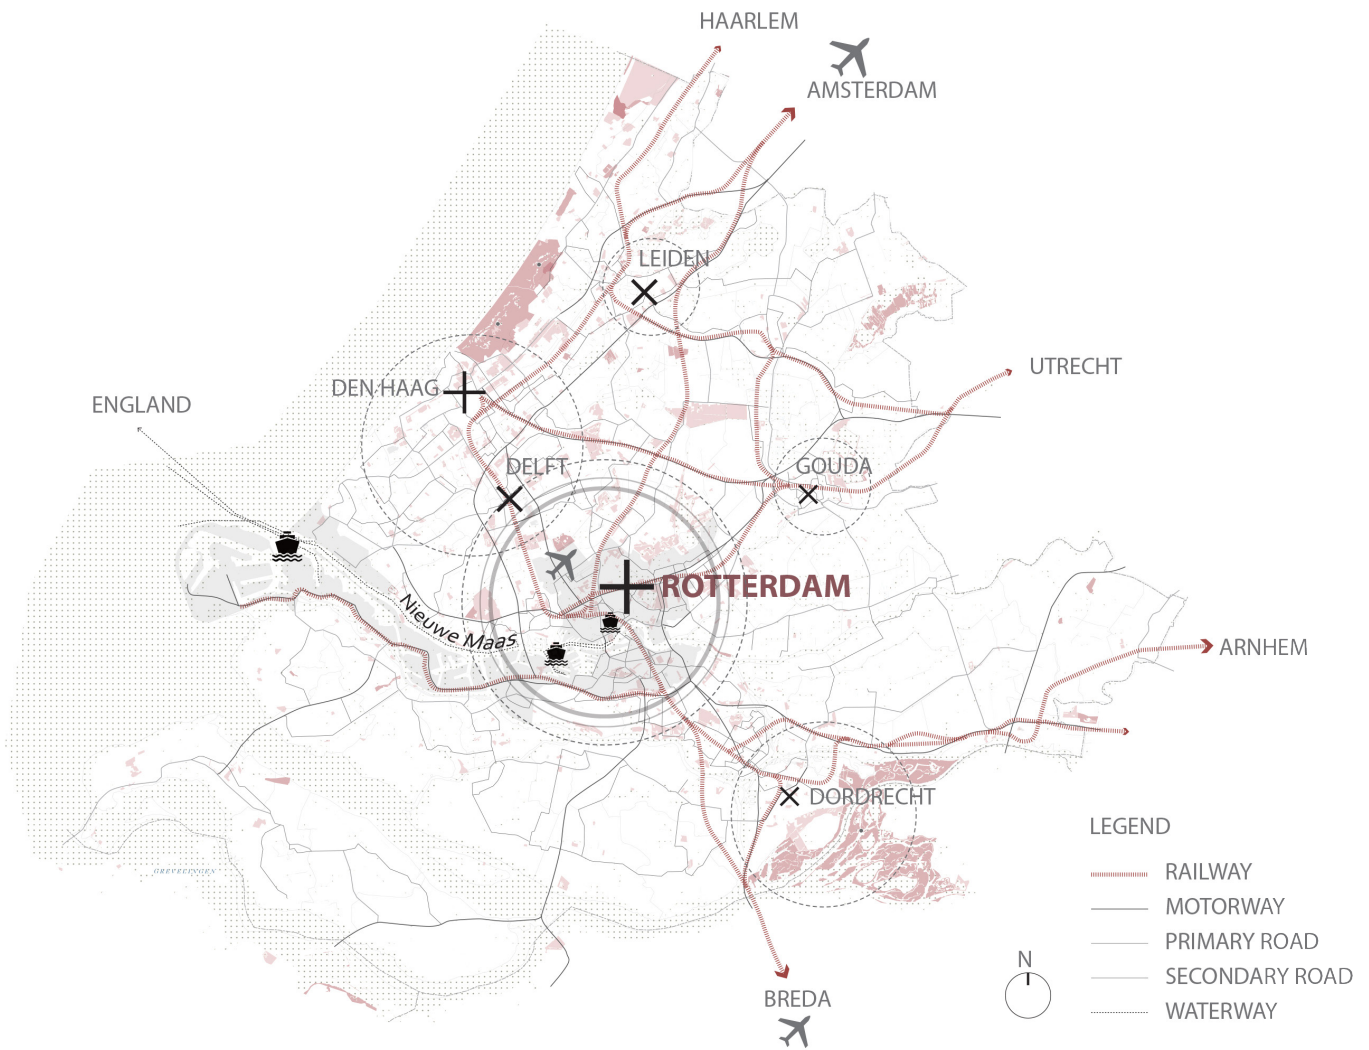 HAARLEM
AMSTERDAM
LEIDEN
UTRECHT
DEN HAAG
ENGLAND
DELFT
GOUDA
ROTTERDAM
Nieuwe Maas
ARNHEM
DORDRECHT
GREVELINGEN
BREDA
N
LEGEND
RAILWAY
MOTORWAY
PRIMARY ROAD
SECONDARY ROAD
WATERWAY